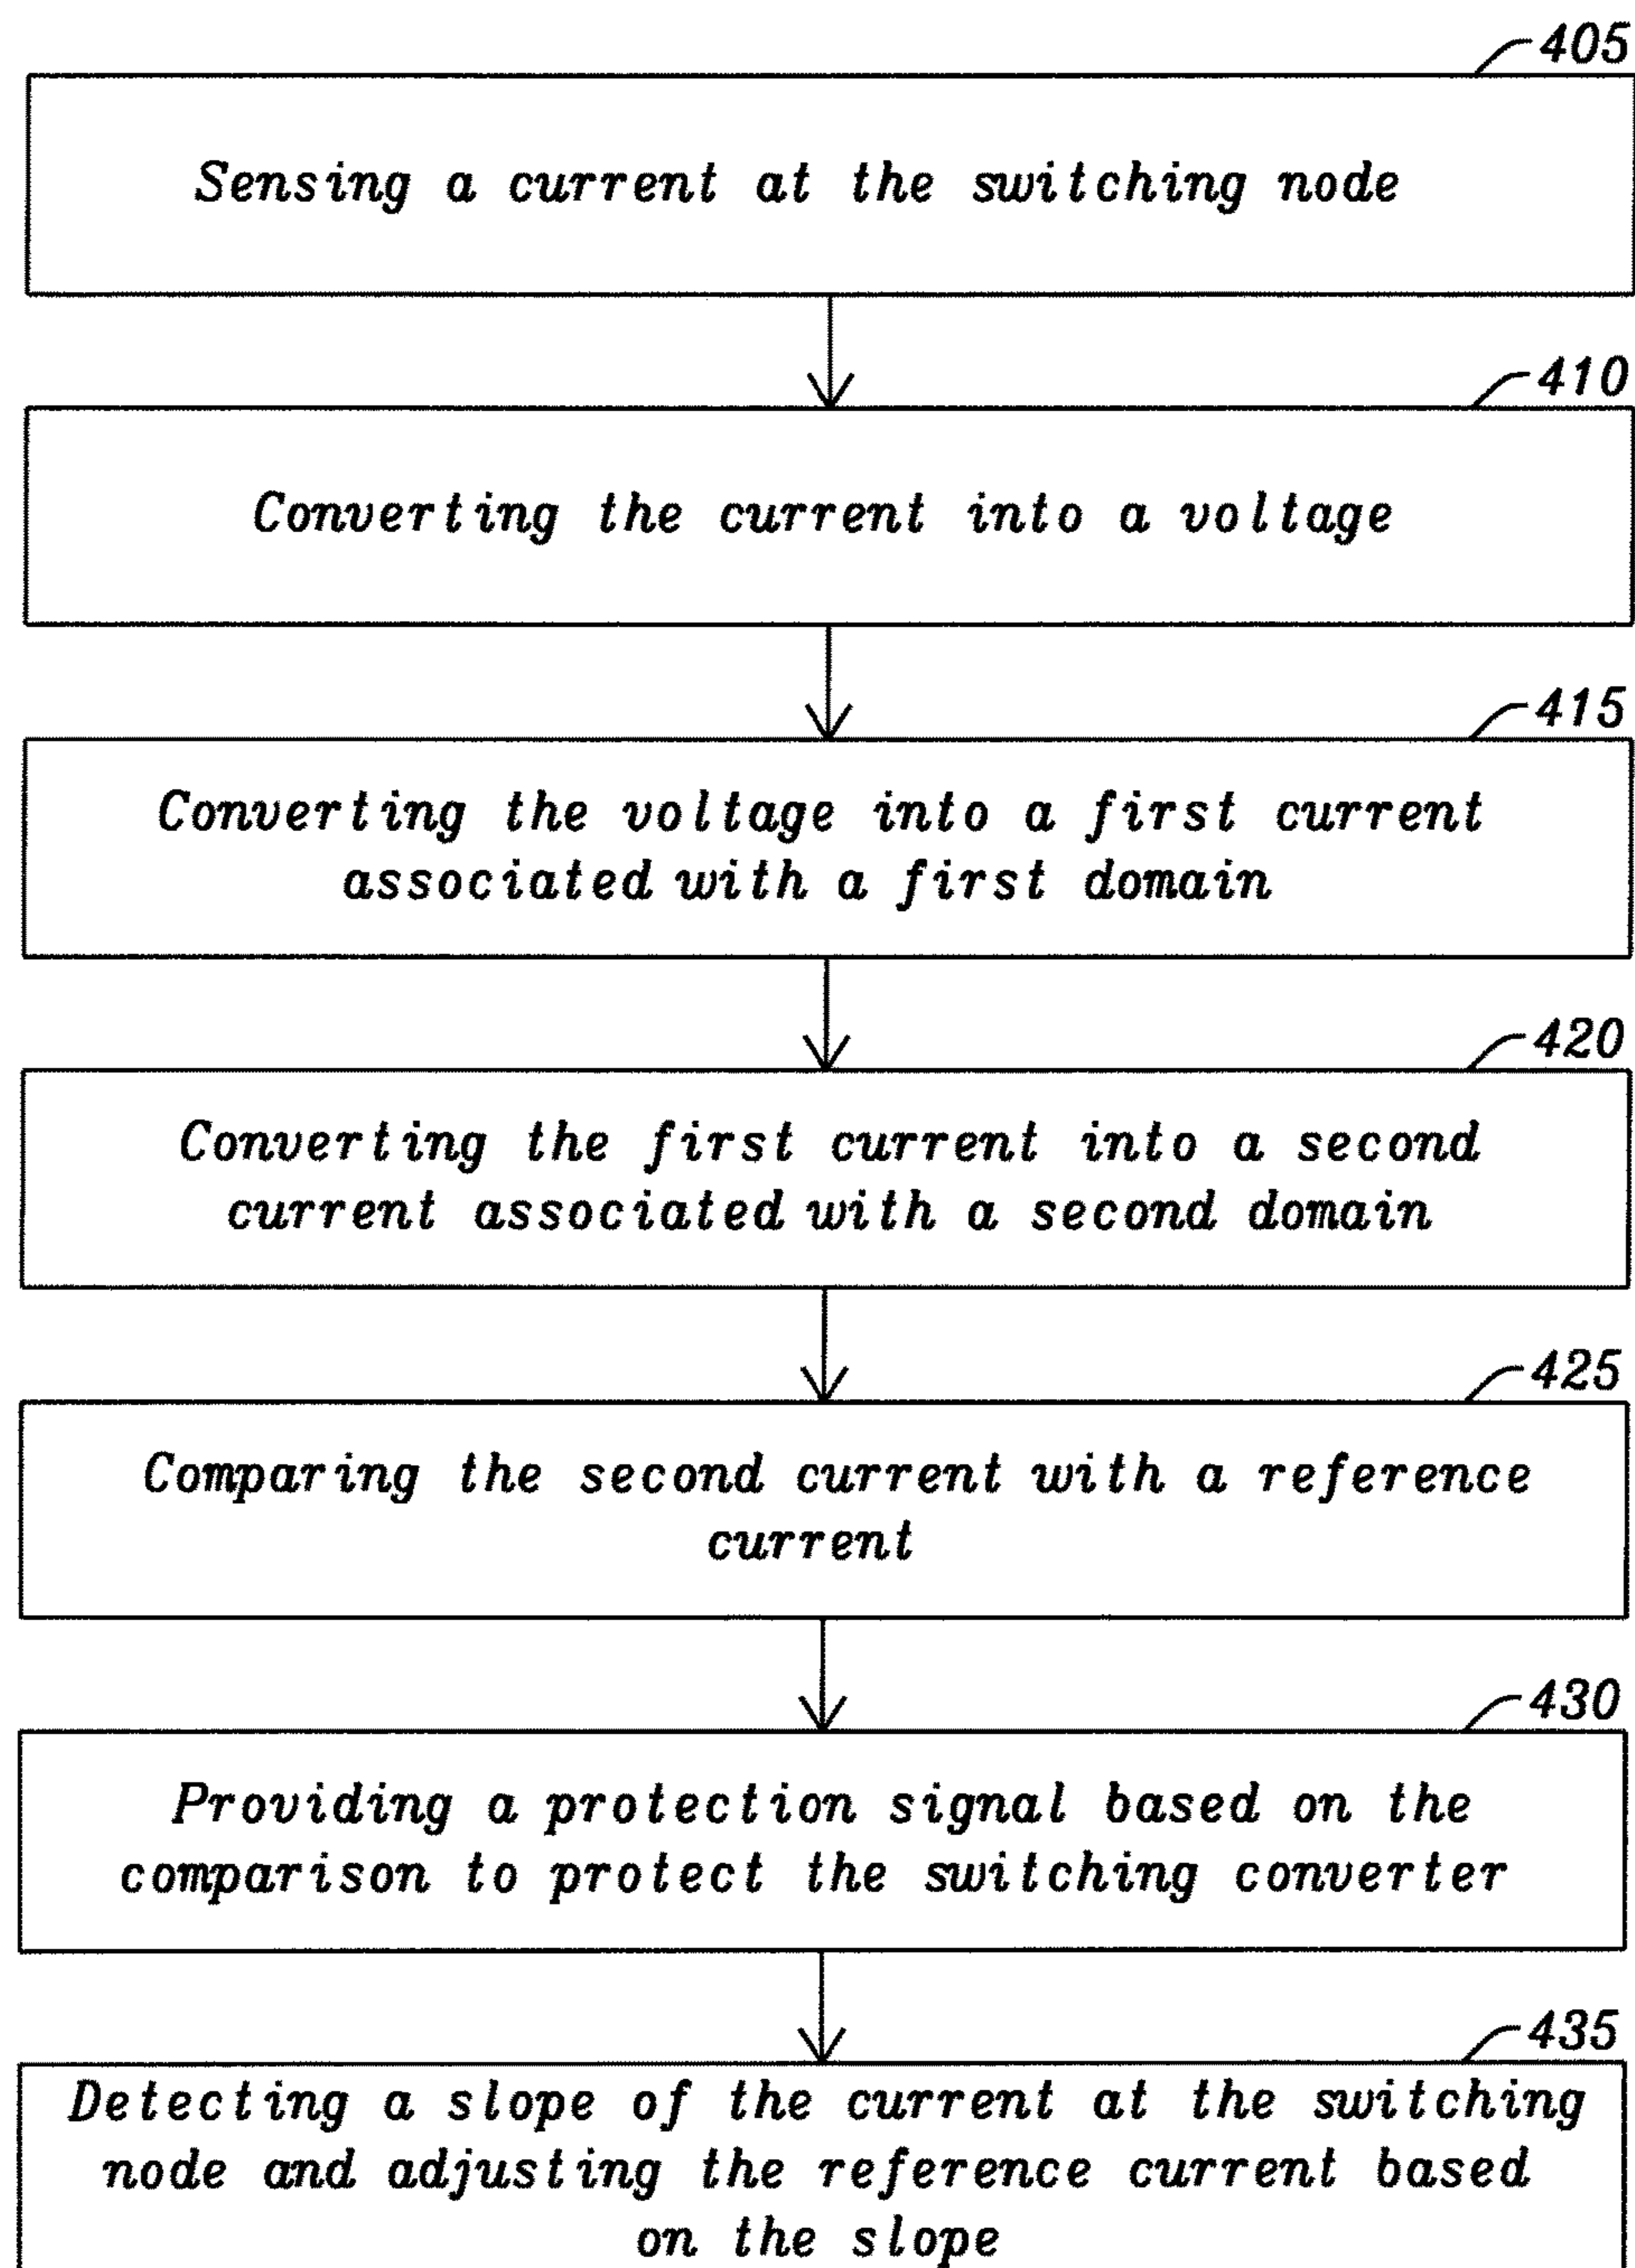 405
Sensing a current at the switching node
410
Converting the current into a voltage
415
Converting the voltage into a first current
associated with a first domain
420
Converting the first current into a second
current associated with a second domain
425
Comparing the second current with a reference
current
430
Providing a protection signal based on the
comparison to protect the switching converter
435
Detecting a slope of the current at the switching
node and adjusting the reference current based
on the slope